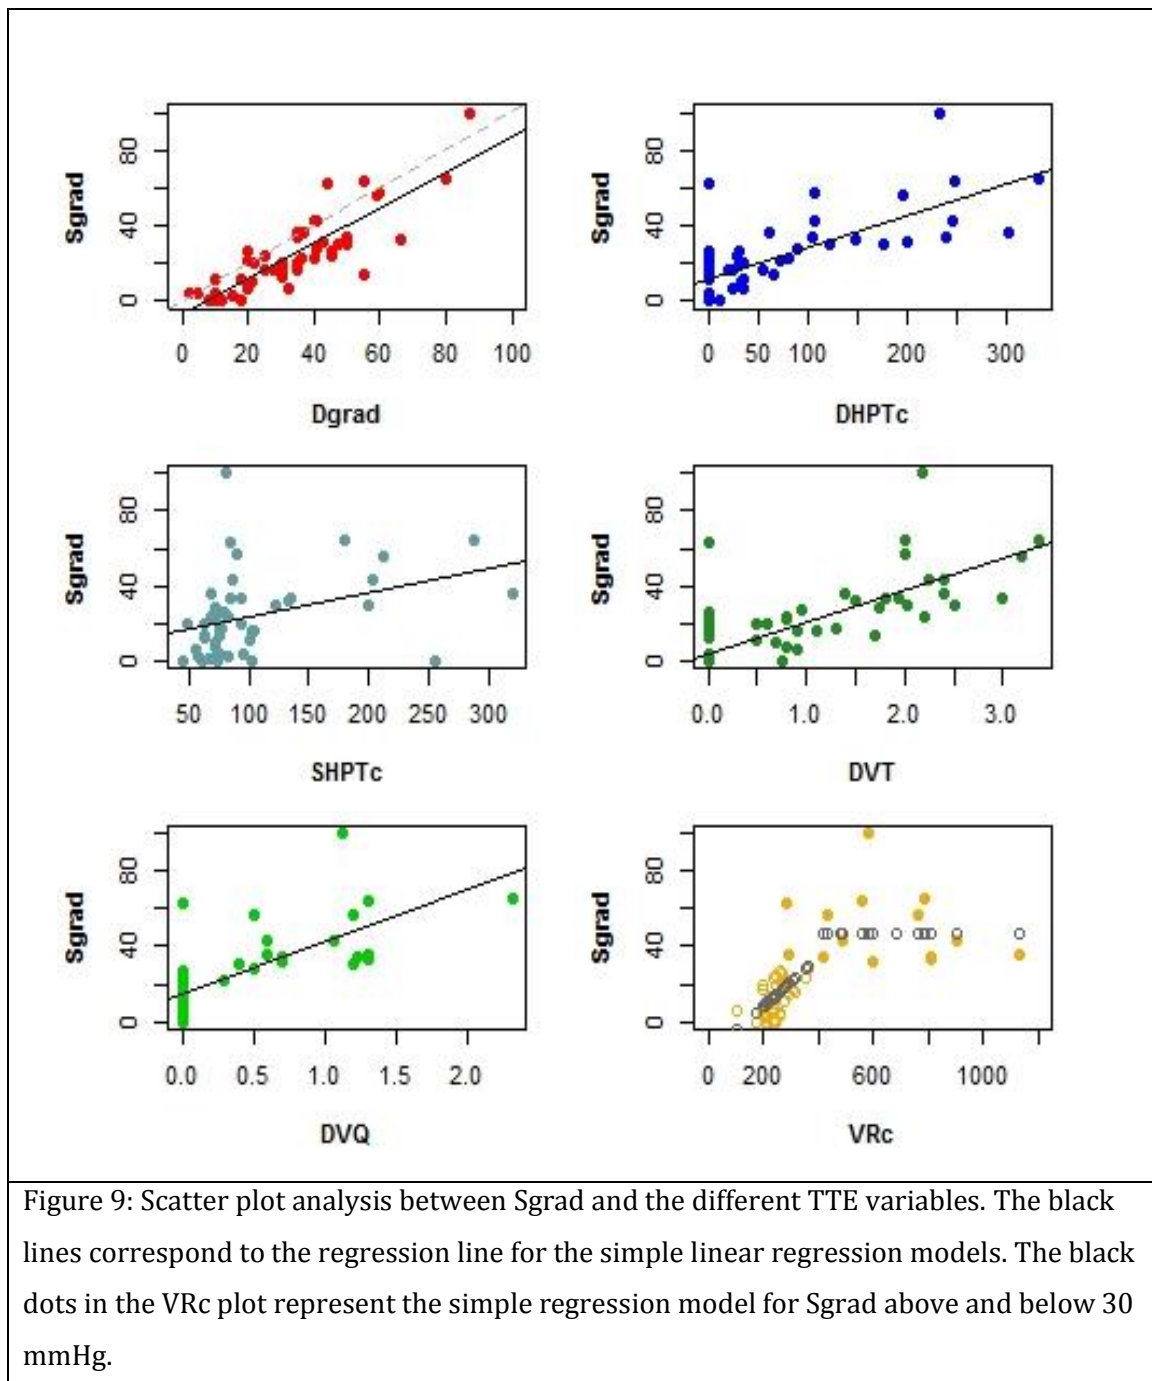 Sgrad
80
40
0
0 20 40 60 80 100
Dgrad
Sgrad
80
40
0
0 50 100 200 300
DHPTc
Sgrad
80
40
0
50 100 150 200 250 300
SHPTc
Sgrad
80
40
0
0.0 1.0 2.0 3.0
DVT
Sgrad
80
40
0
0.0 0.5 1.0 1.5 2.0
DVQ
Sgrad
80
40
0
0 200 600 1000
VRc
Figure 9: Scatter plot analysis between Sgrad and the different TTE variables. The black
lines correspond to the regression line for the simple linear regression models. The black
dots in the VRc plot represent the simple regression model for Sgrad above and below 30
mmHg.